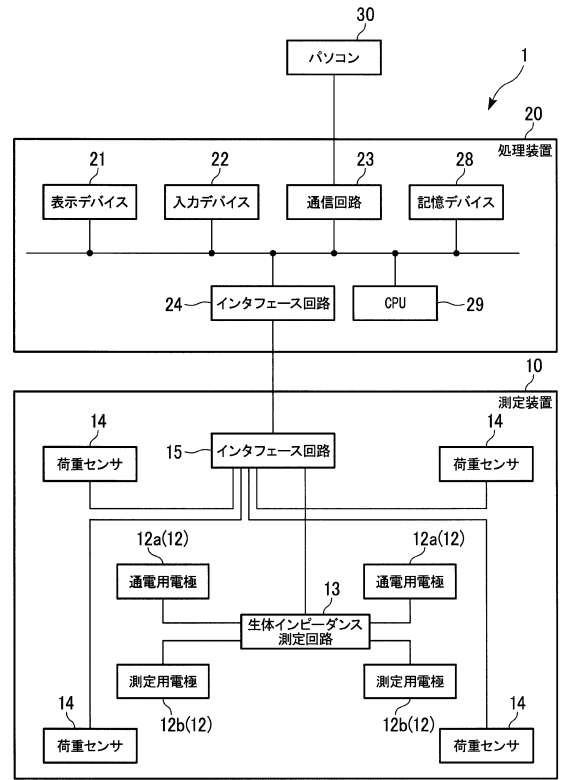 30
パソコン
1
20
処理装置
21
22
23
28
表示デバイス
入力デバイス
通信回路
記憶デバイス
24
インタフェース回路
CPU
29
10
測定装置
14
15
インタフェース回路
14
荷重センサ
荷重センサ
12a(12)
12a(12)
通電用電極
通電用電極
13
生体インピーダンス
測定回路
測定用電極
測定用電極
12b(12)
12b(12)
14
荷重センサ
14
荷重センサ